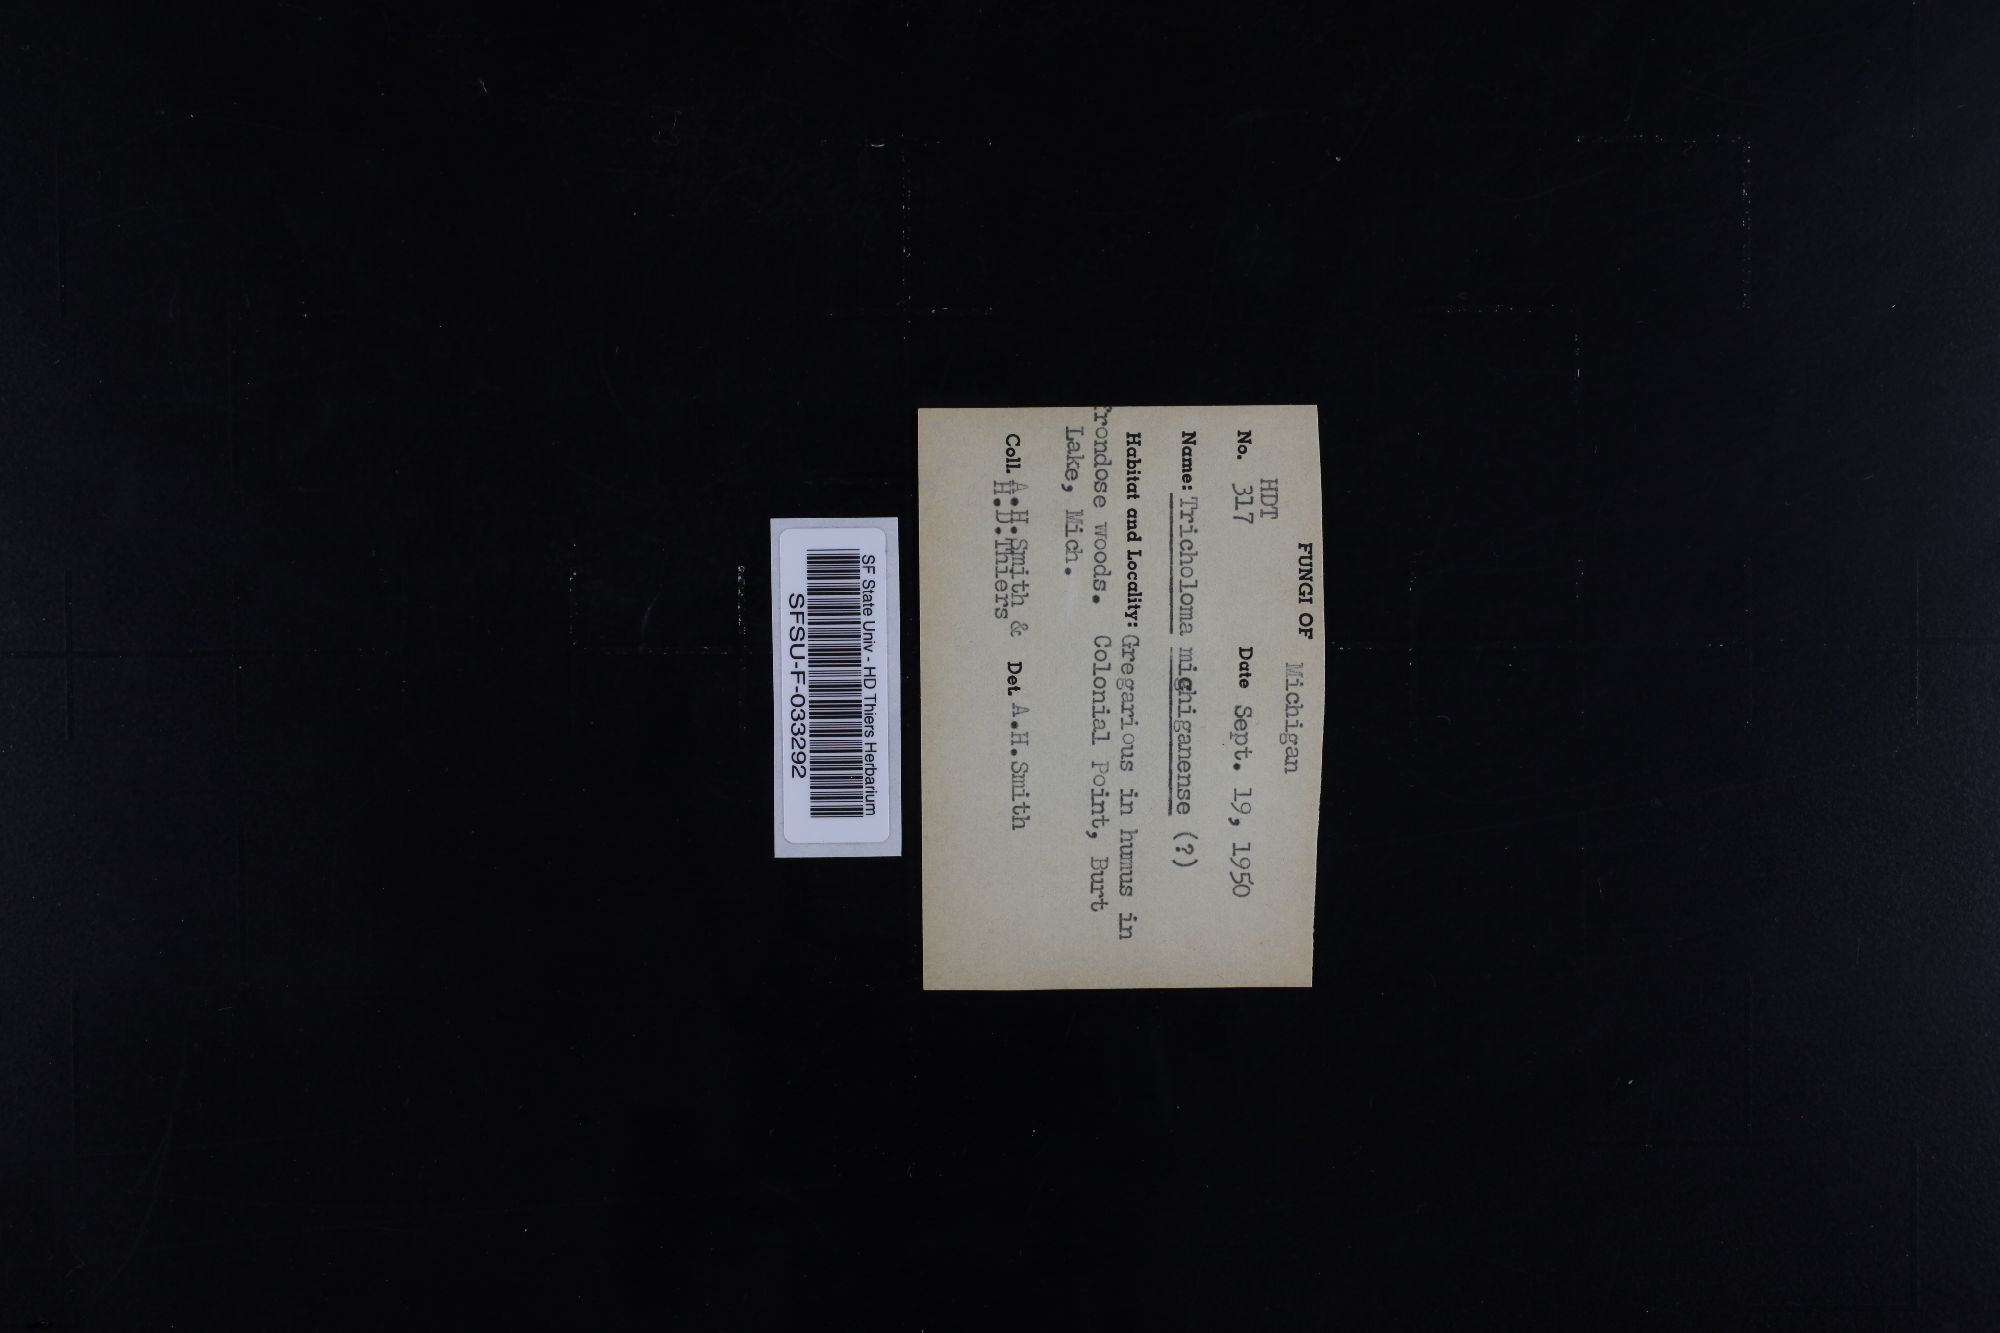 FUNGI OF Michigan
HDT
No. 317 Date Sept. 19, 1950
Name: Tricholoma michiganense (?)
Habitat and Locality: Gregarious in humus in
frondose woods. Colonial Point, Burt
Lake, Mich.
Coll. A.H.Smith & Det. A.H.Smith
H.D.Thiers
SF State Univ - HD Thiers Herbarium
SFSU-F-033292